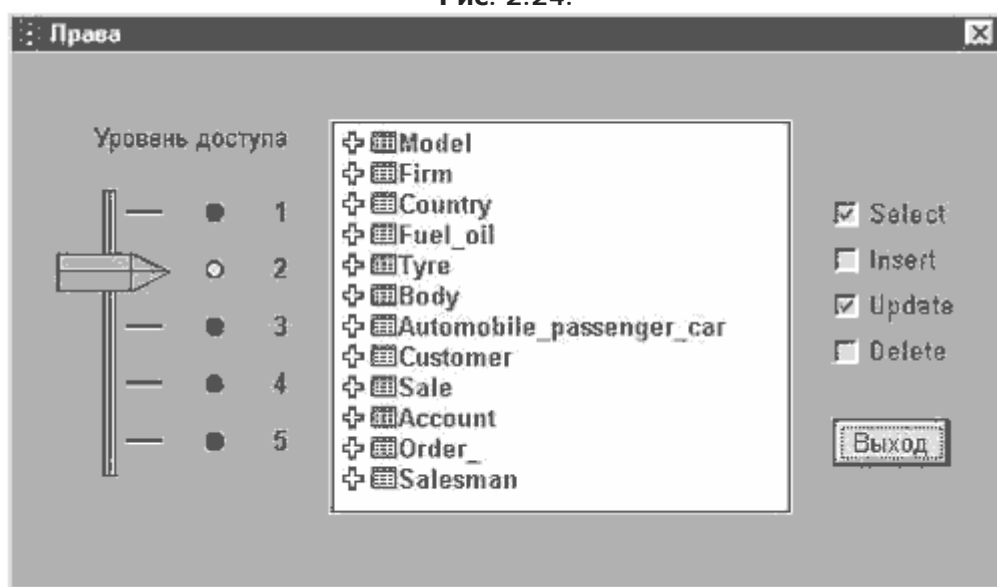 Рис. 2.24.
Права
Уровень доступа
1
2
3
4
5
Model
Firm
Country
Fuel_oil
Tyre
Body
Automobile_passenger_car
Customer
Sale
Account
Order_
Salesman
Select
Insert
Update
Delete
Выход